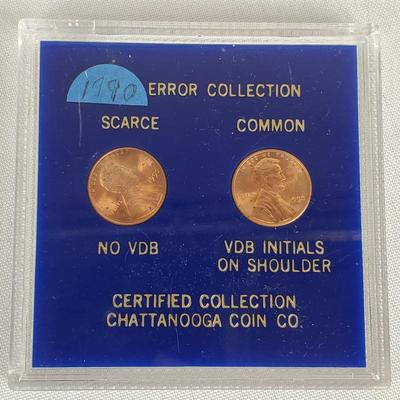 1990
ERROR COLLECTION
SCARCE
COMMON
NO VDB
VDB INITIALS
ON SHOULDER
CERTIFIED COLLECTION
CHATTANOOGA COIN CO.